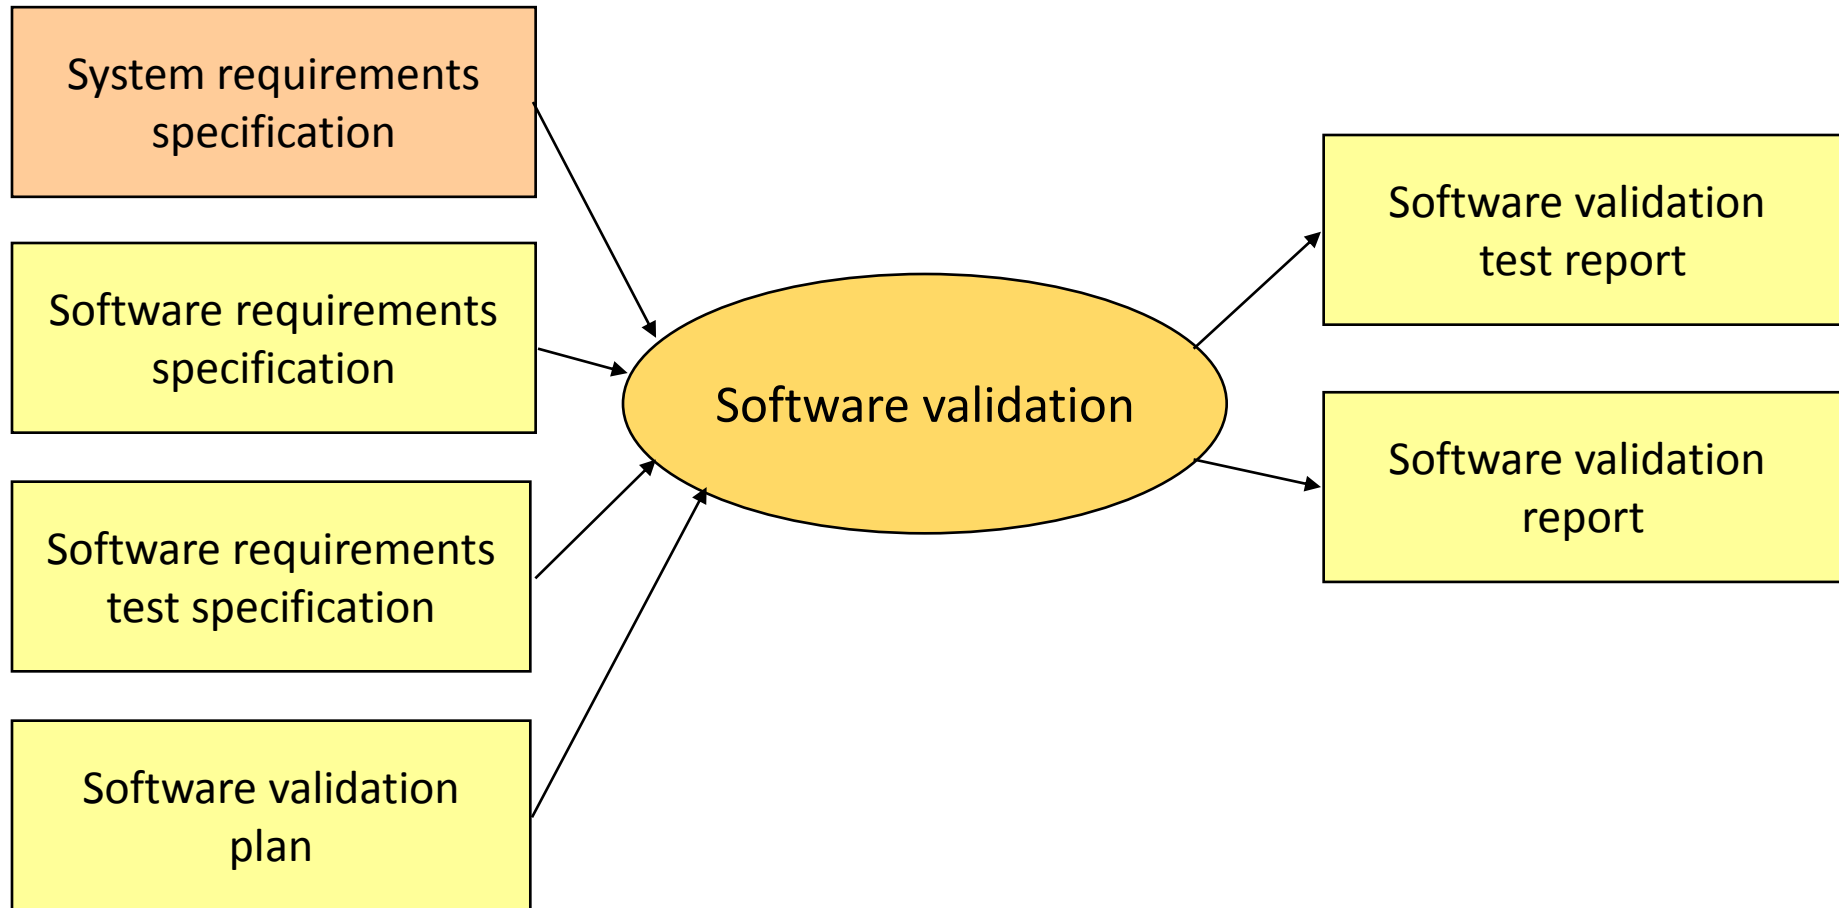 System requirements
specification
Software requirements
specification
Software requirements
test specification
Software validation
plan
Software validation
Software validation
test report
Software validation
report